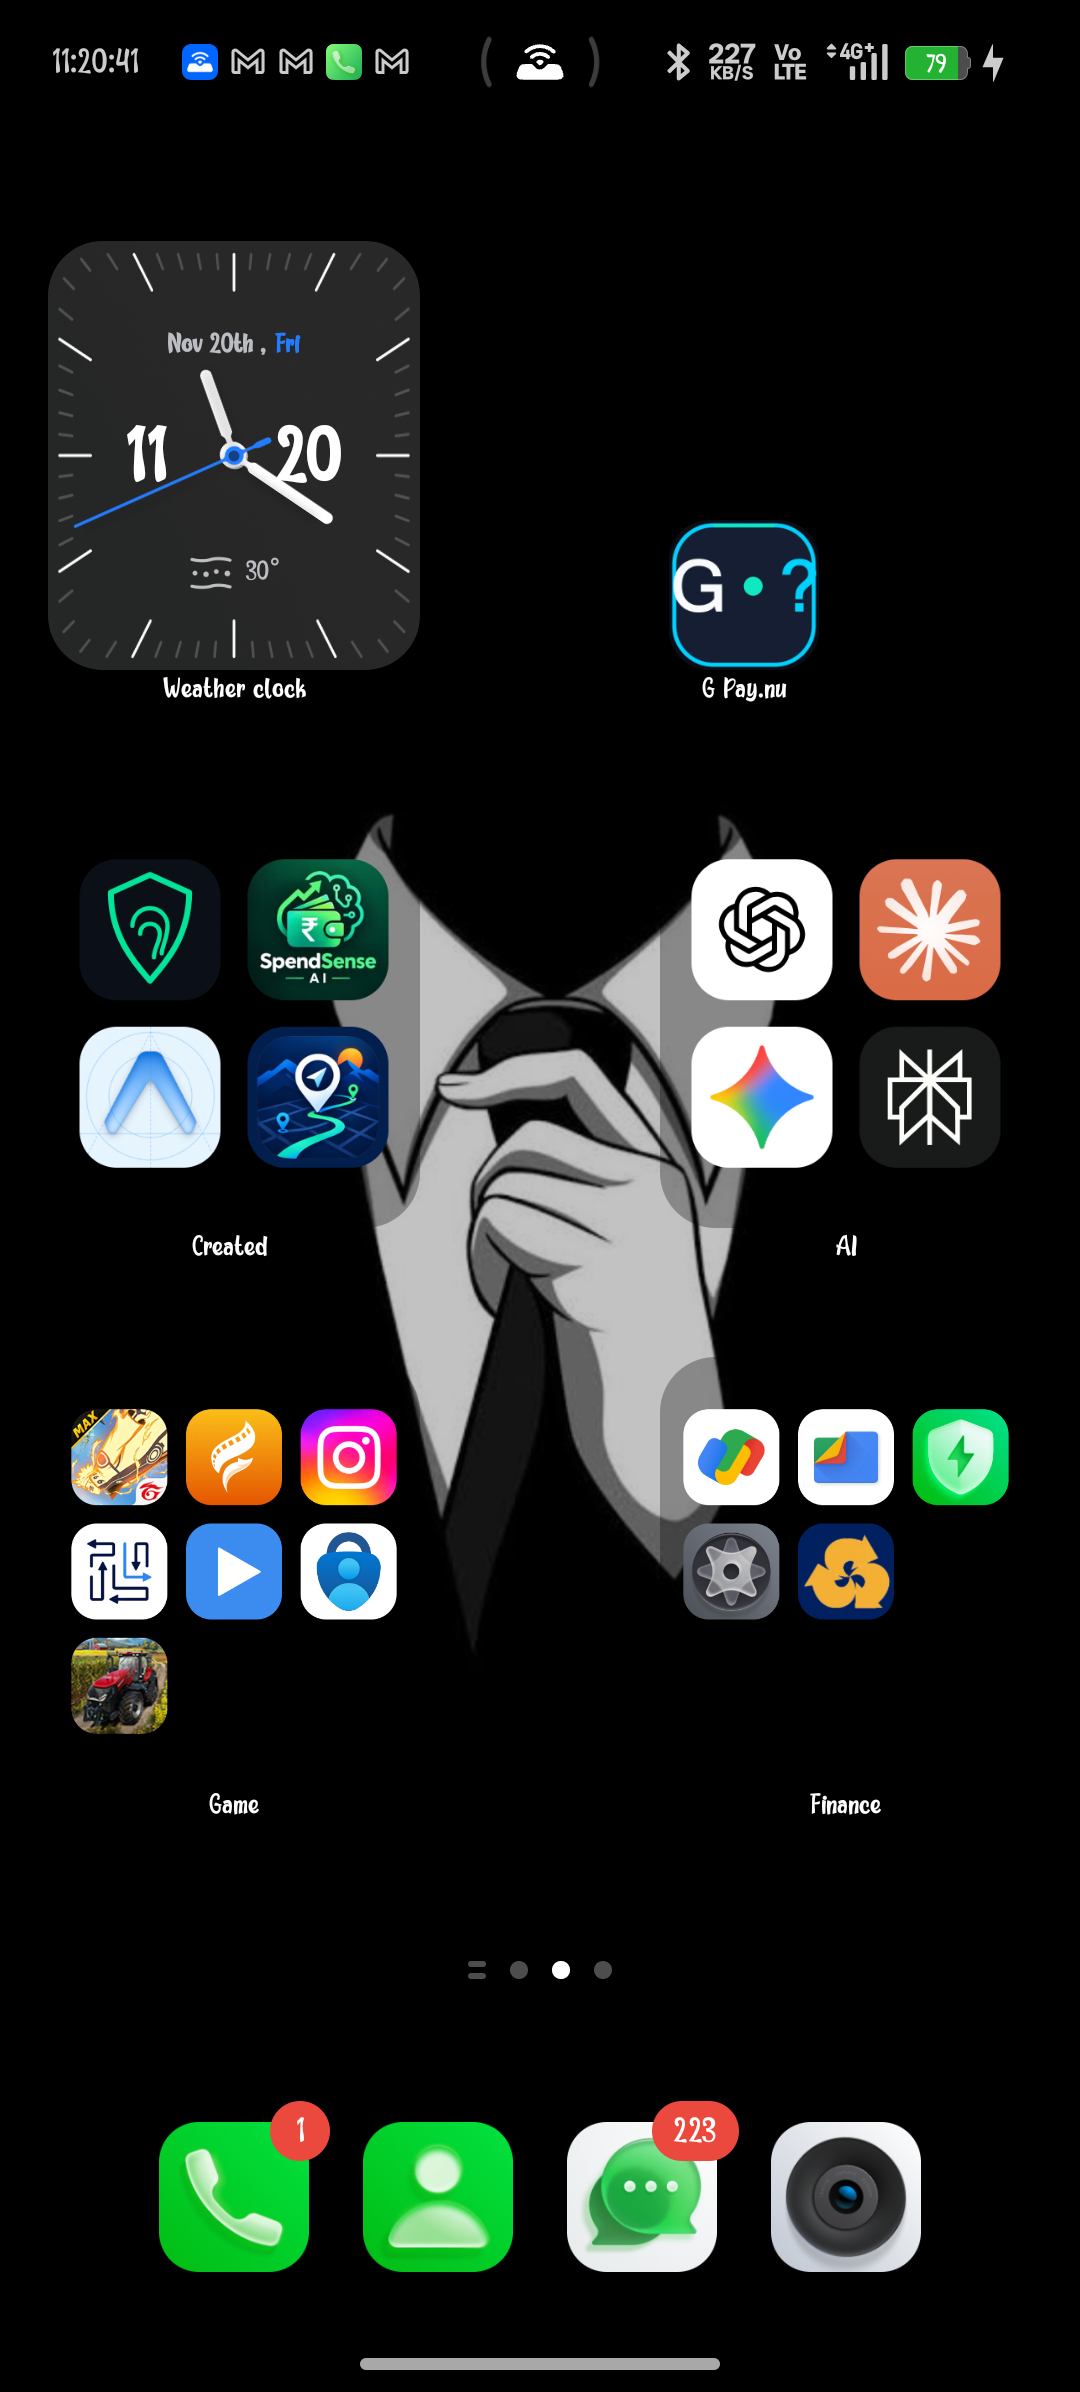 11:20:41
227
KB/S
Vo
LTE
4G+
79
Nov 20th , Fri
11 20
30°
Weather clock
G • ?
G Pay.nu
SpendSense
AI
Created
AI
MAX
Game
Finance
1
223